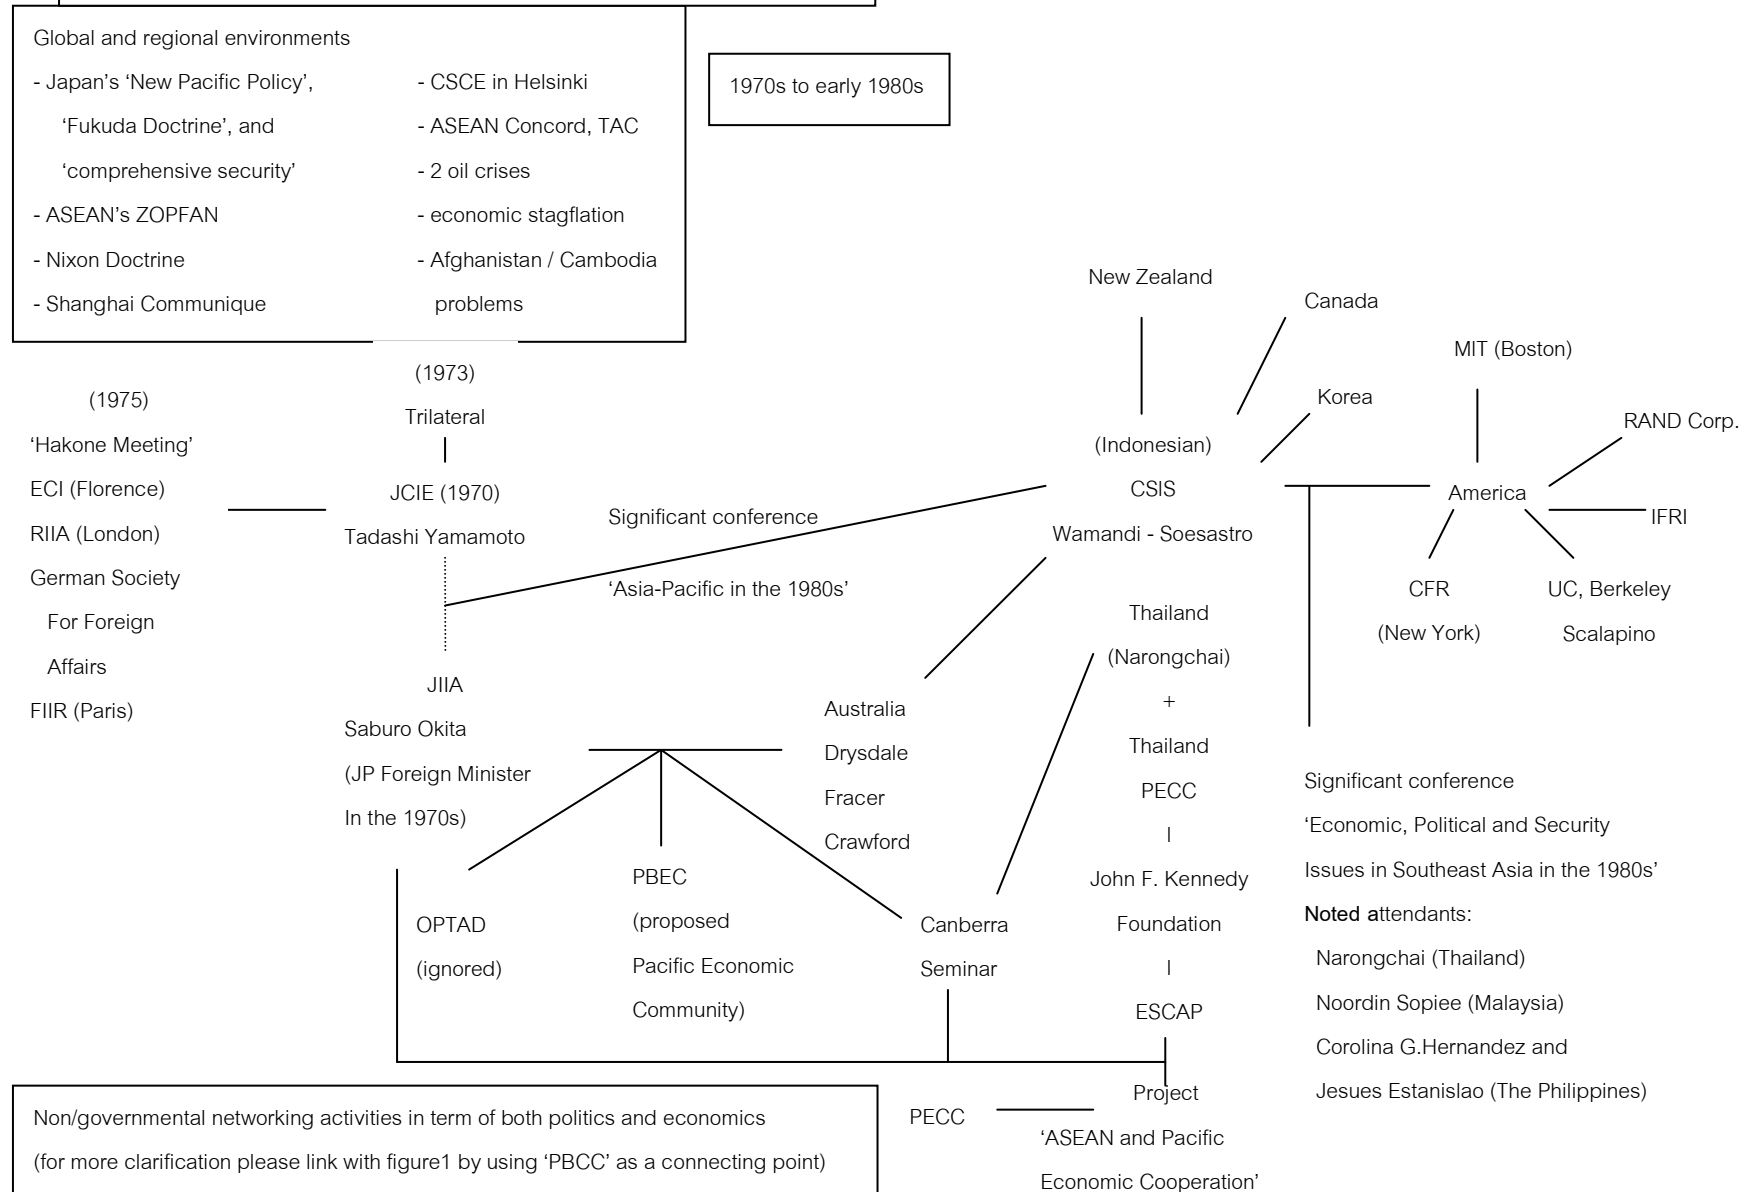 Global and regional environments
- Japan’s ‘New Pacific Policy’,
‘Fukuda Doctrine’, and
‘comprehensive security’
- ASEAN’s ZOPFAN
- Nixon Doctrine
- Shanghai Communique
- CSCE in Helsinki
- ASEAN Concord, TAC
- 2 oil crises
- economic stagflation
- Afghanistan / Cambodia
problems
1970s to early 1980s
(1975)
‘Hakone Meeting’
ECI (Florence)
RIIA (London)
German Society
For Foreign
Affairs
FIIR (Paris)
(1973)
Trilateral
JCIE (1970)
Tadashi Yamamoto
JIIA
Saburo Okita
(JP Foreign Minister
In the 1970s)
Significant conference
‘Asia-Pacific in the 1980s’
New Zealand
Canada
Korea
(Indonesian)
CSIS
Wamandi - Soesastro
MIT (Boston)
RAND Corp.
America
IFRI
CFR
(New York)
UC, Berkeley
Scalapino
Australia
Drysdale
Fracer
Crawford
Thailand
(Narongchai)
+
Thailand
PECC
l
John F. Kennedy
Foundation
l
ESCAP
OPTAD
(ignored)
PBEC
(proposed
Pacific Economic
Community)
Canberra
Seminar
Significant conference
‘Economic, Political and Security
Issues in Southeast Asia in the 1980s’
Noted attendants:
Narongchai (Thailand)
Noordin Sopiee (Malaysia)
Corolina G.Hernandez and
Jesues Estanislao (The Philippines)
PECC
Project
‘ASEAN and Pacific
Economic Cooperation’
Non/governmental networking activities in term of both politics and economics
(for more clarification please link with figure1 by using ‘PBCC’ as a connecting point)